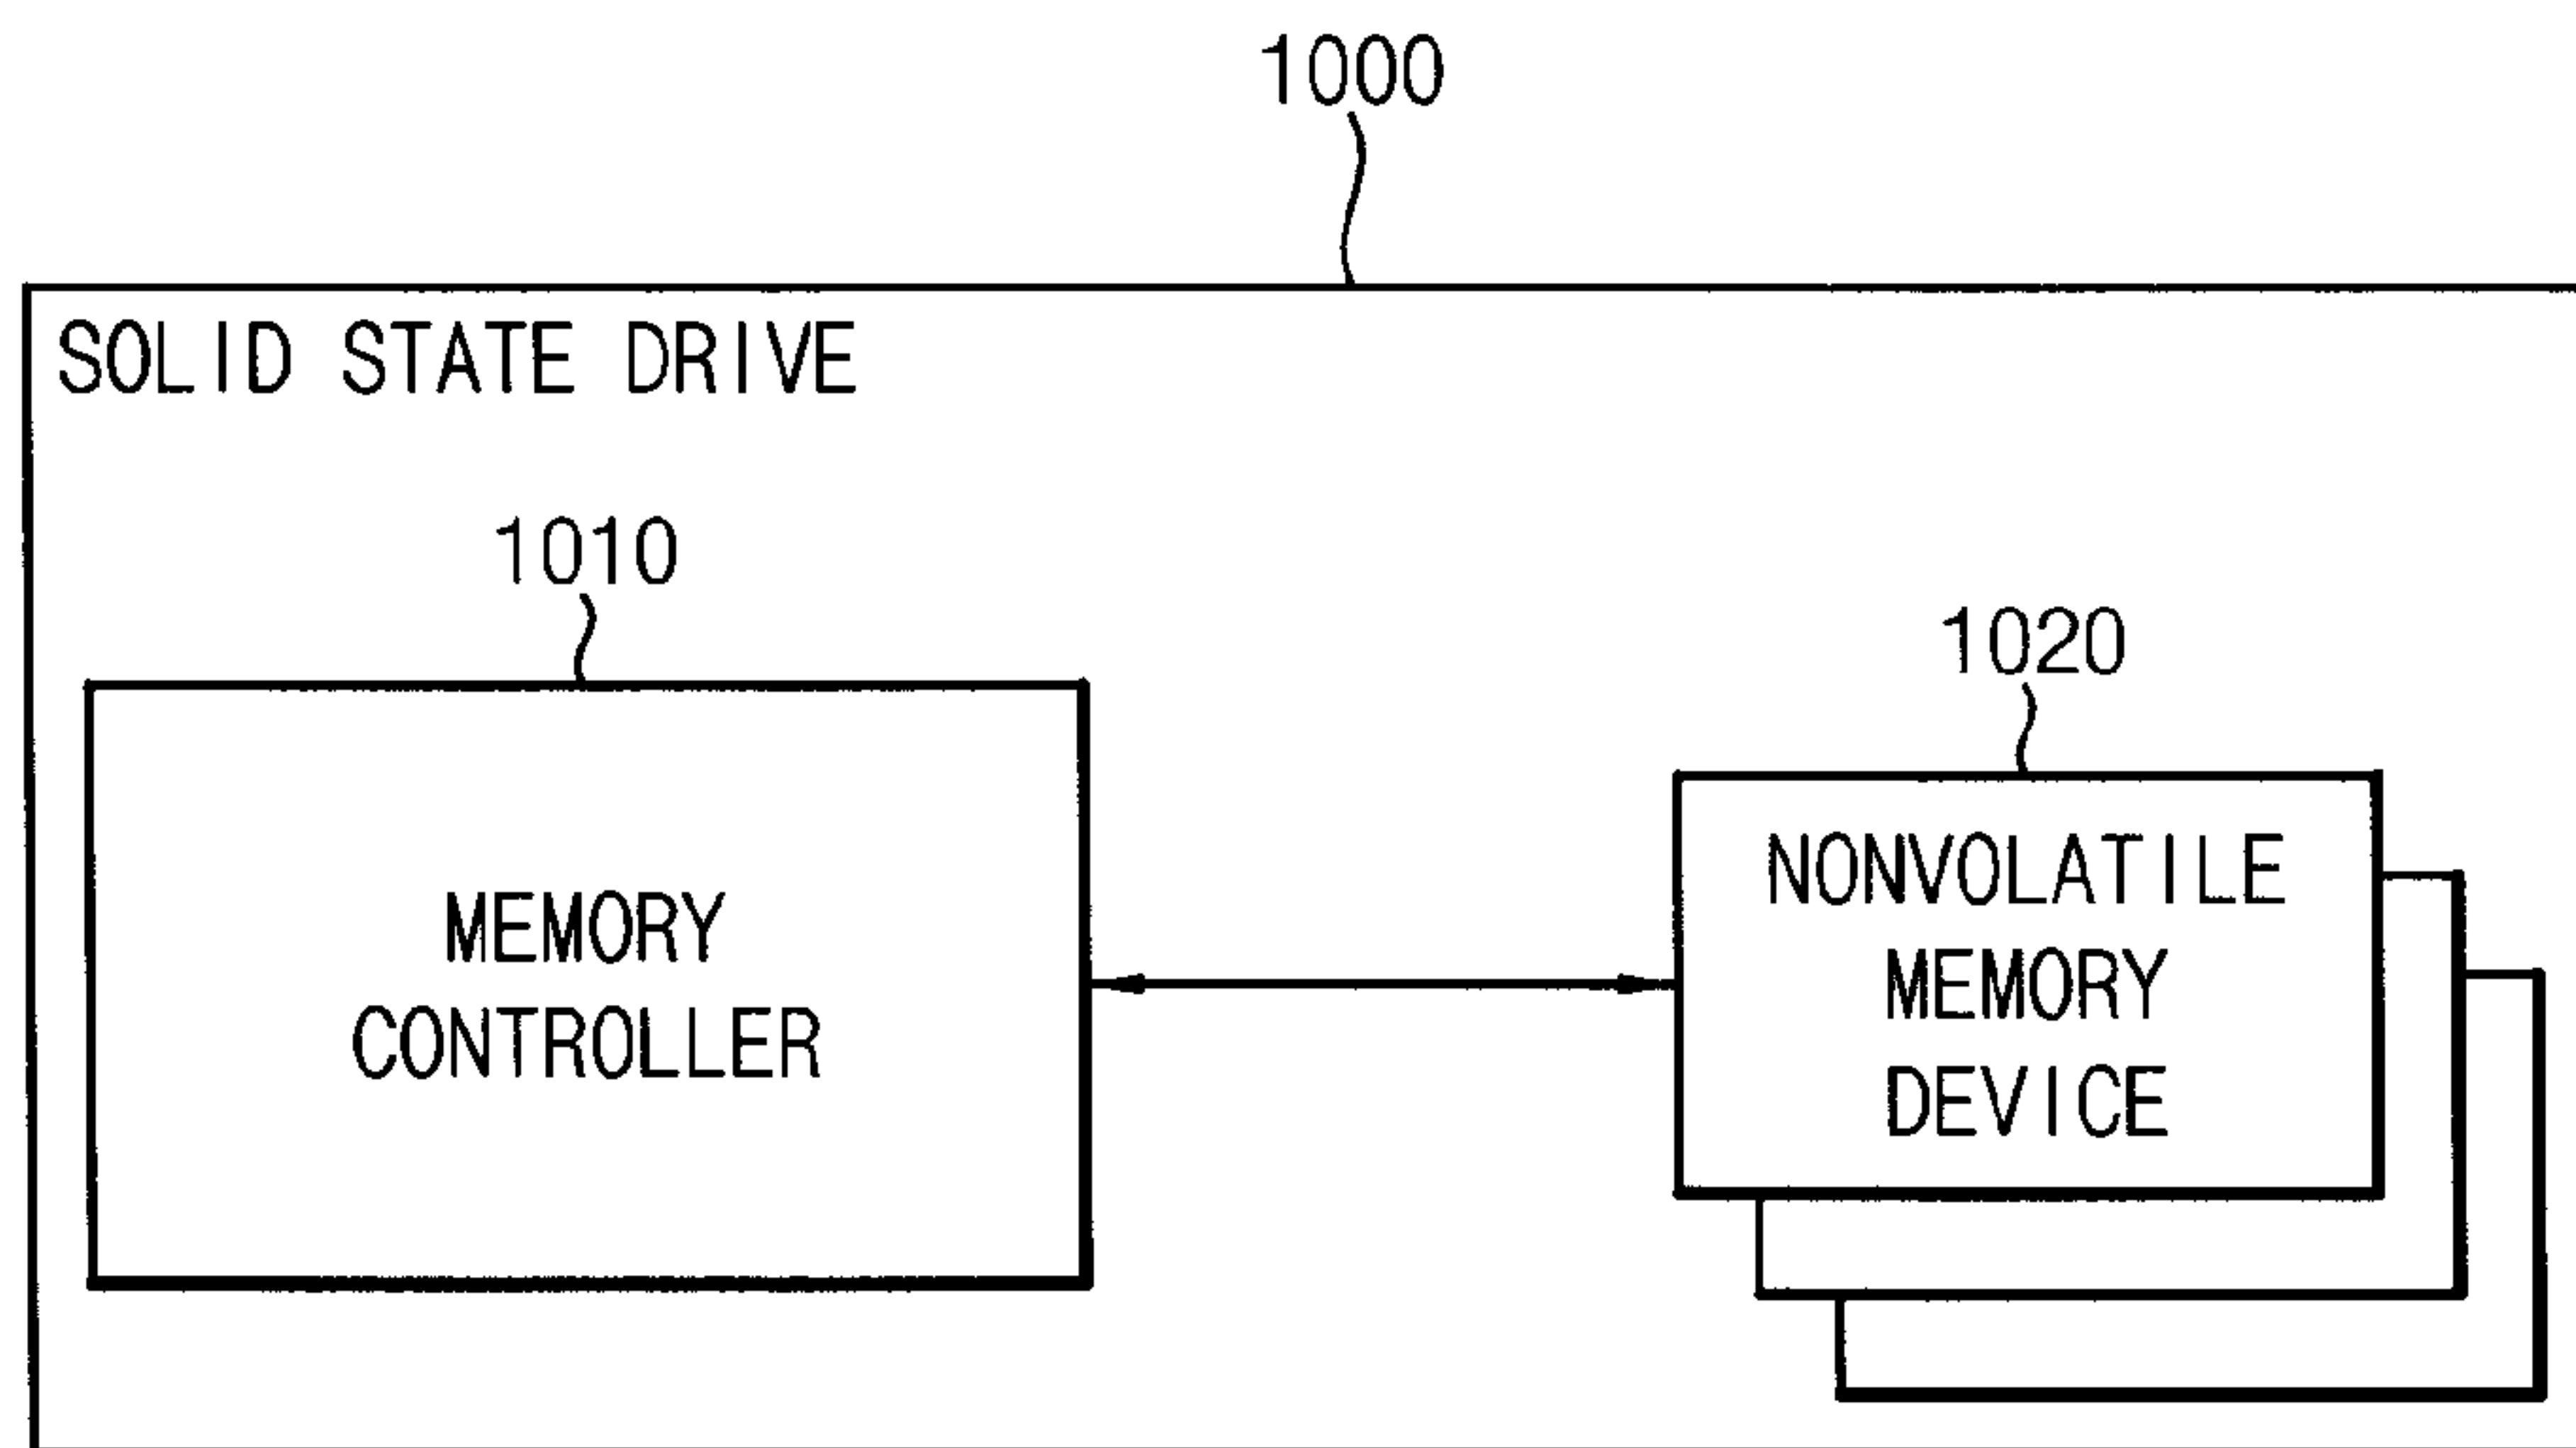 1000
SOLID STATE DRIVE
1010
1020
MEMORY
CONTROLLER
NONVOLATILE
MEMORY
DEVICE